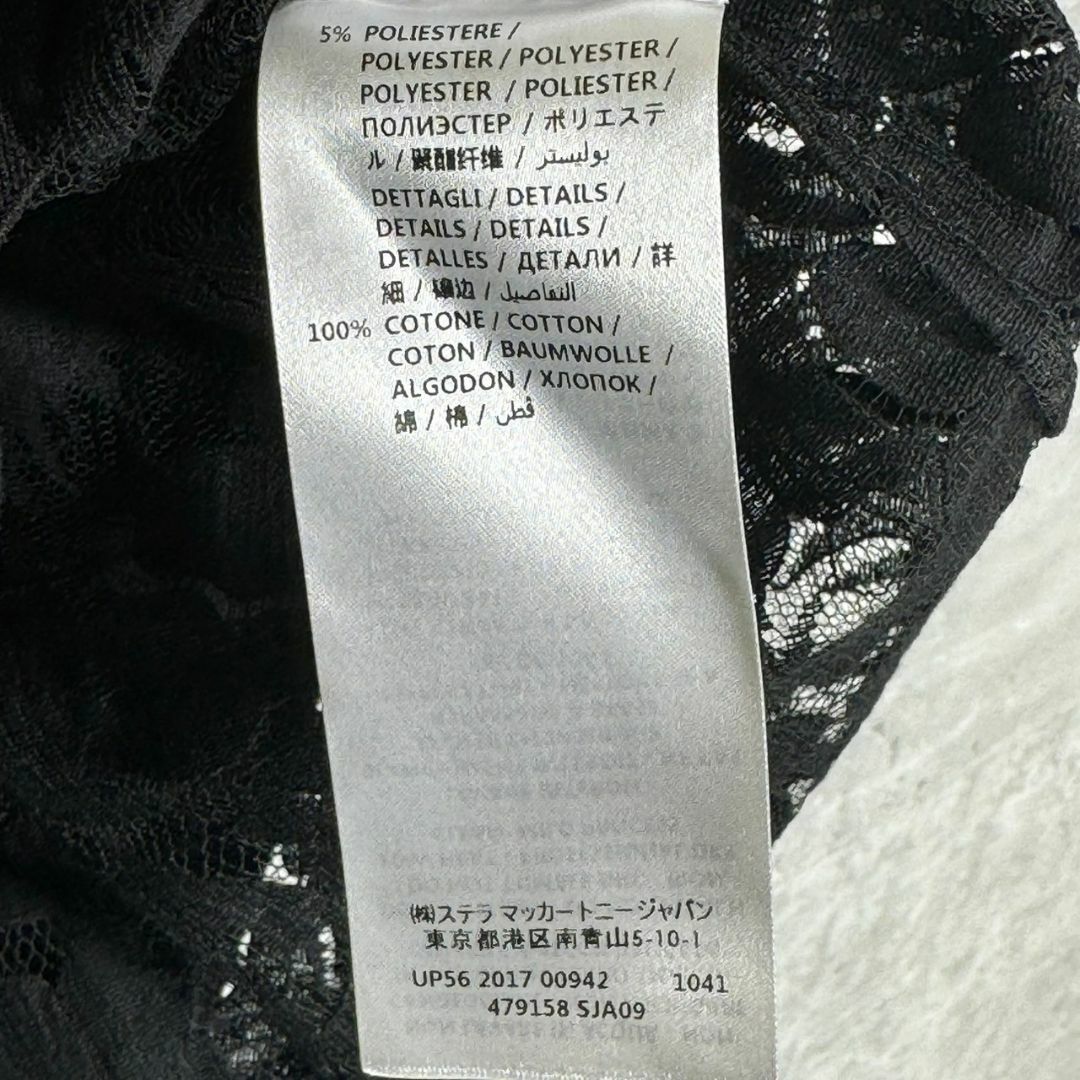 5% POLIESTERE /
POLYESTER / POLYESTER /
POLYESTER / POLIESTER /
ПОЛИЭСТЕР / ポリエステ
ル / 聚酯纤维 / بوليستر
DETTAGLI / DETAILS /
DETAILS / DETAILS /
DETALLES / ДЕТАЛИ / 詳
細 / 边 / التفاصيل
100% COTONE / COTTON /
COTON / BAUMWOLLE /
ALGODON / ХЛОПОК /
綿 / 棉 / قطن
(株)ステラ マッカートニージャパン
東京都港区南青山5-10-1
UP56 2017 00942 1041
479158 SJA09